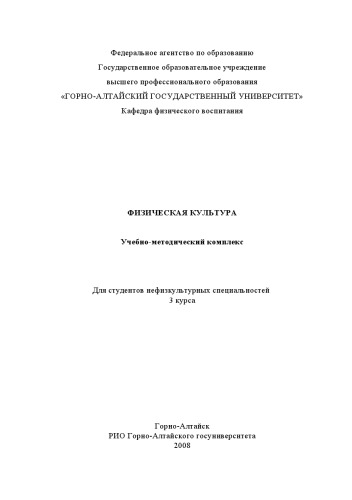 Федеральное агентство по образованию
Государственное образовательное учреждение
высшего профессионального образования
«ГОРНО-АЛТАЙСКИЙ ГОСУДАРСТВЕННЫЙ УНИВЕРСИТЕТ»
Кафедра физического воспитания
ФИЗИЧЕСКАЯ КУЛЬТУРА
Учебно-методический комплекс
Для студентов нефизкультурных специальностей
3 курса
Горно-Алтайск
РИО Горно-Алтайского госуниверситета
2008